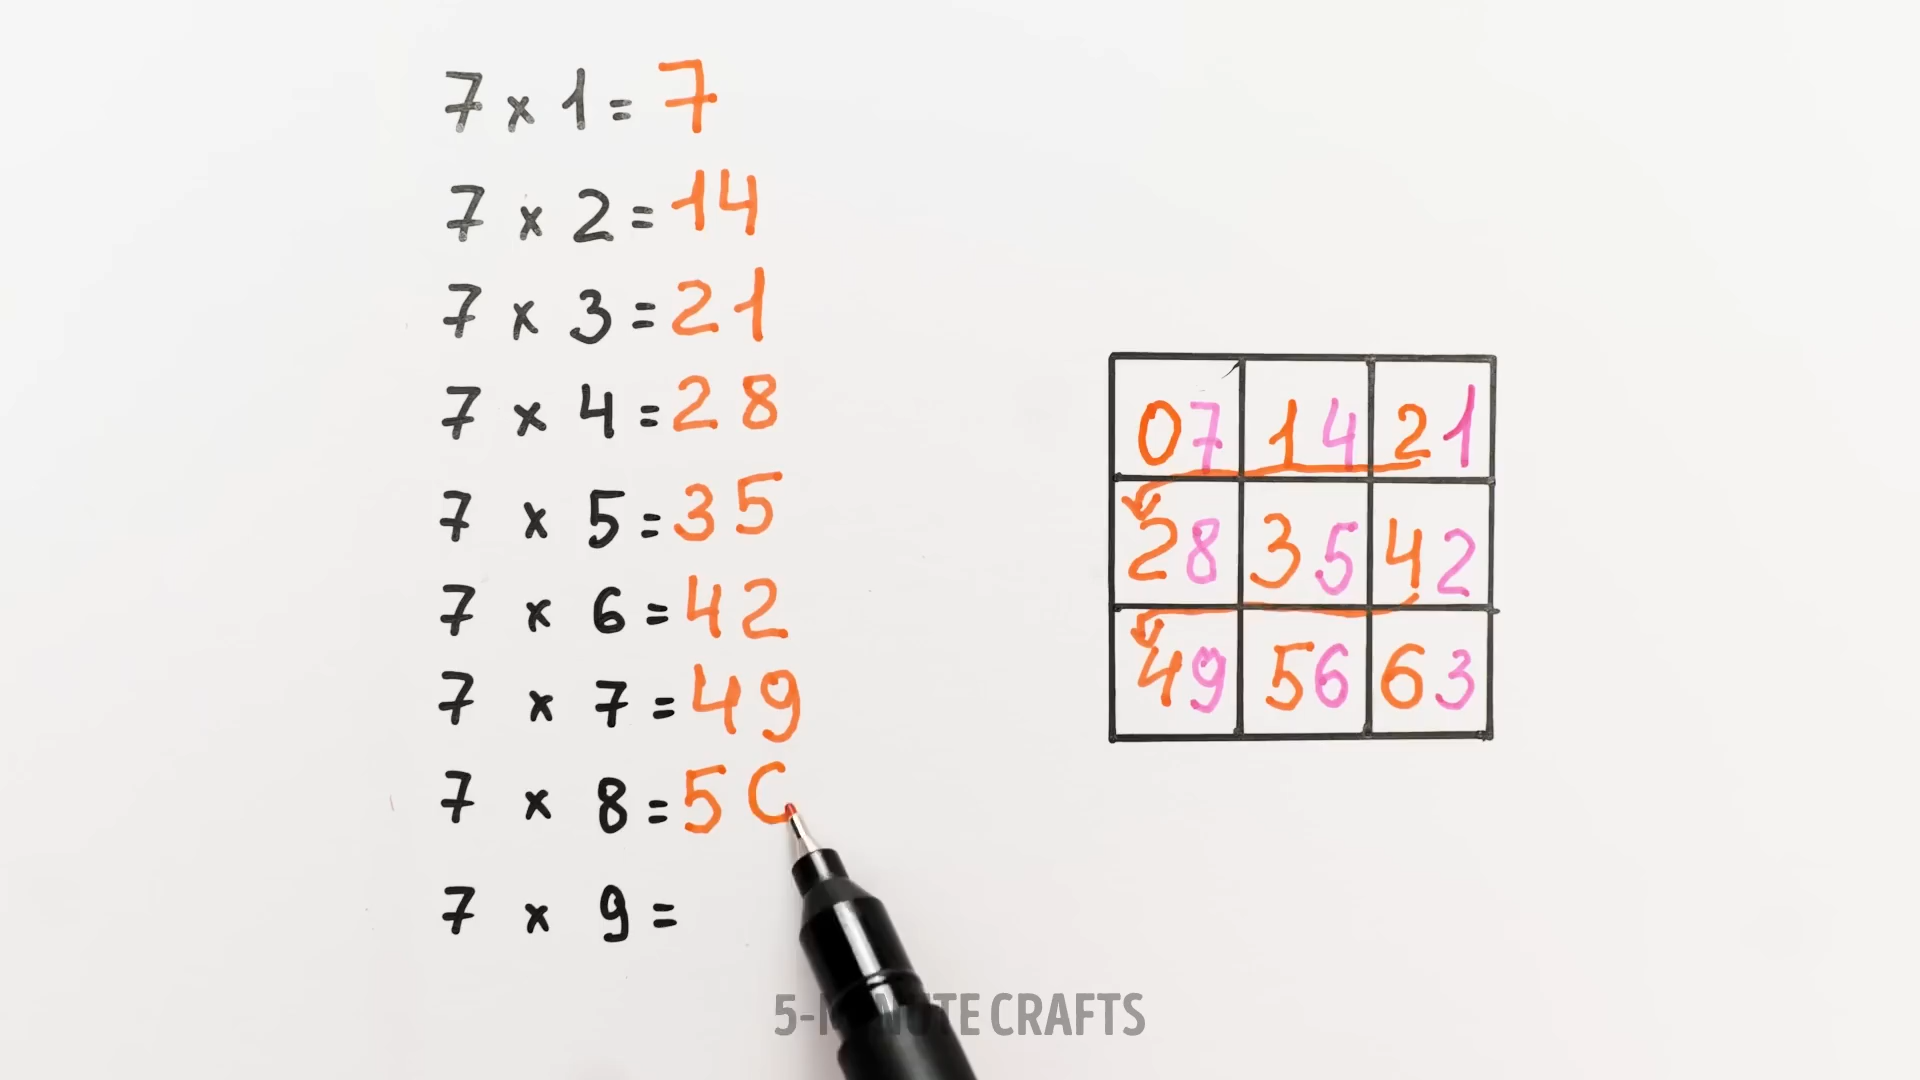 7 x 1 = 7
7 x 2 = 14
7 x 3 = 21
7 x 4 = 28
7 x 5 = 35
7 x 6 = 42
7 x 7 = 49
7 x 8 = 5
7 x 9 =
07 14 21
28 35 42
49 56 63
5-MINUTE CRAFTS